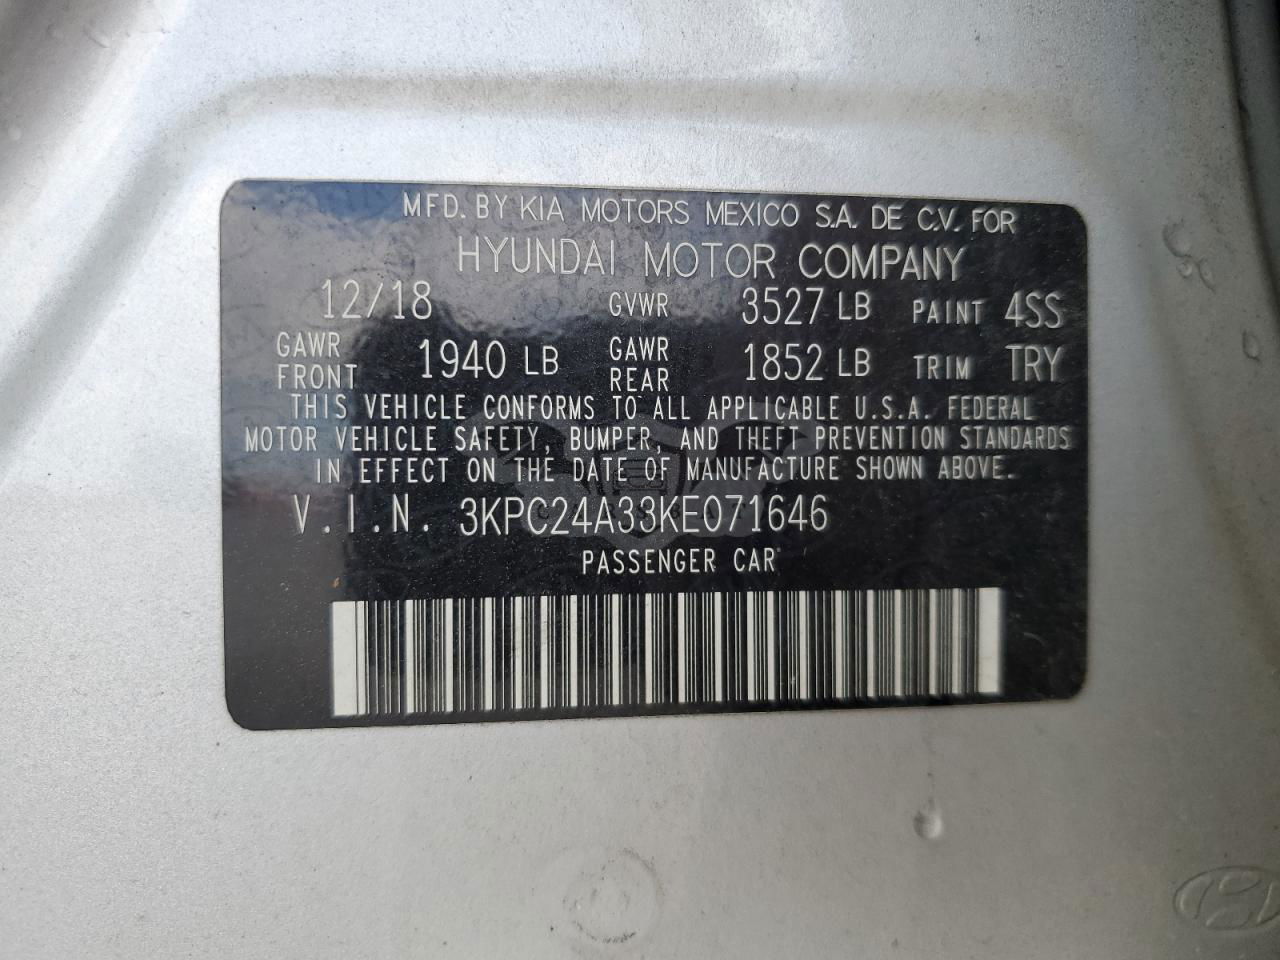 MFD. BY KIA MOTORS MEXICO S.A. DE C.V. FOR
HYUNDAI MOTOR COMPANY
12/18 GVWR 3527 LB PAINT 4SS
GAWR FRONT 1940 LB GAWR REAR 1852 LB TRIM TRY
THIS VEHICLE CONFORMS TO ALL APPLICABLE U.S.A. FEDERAL
MOTOR VEHICLE SAFETY, BUMPER, AND THEFT PREVENTION STANDARDS
IN EFFECT ON THE DATE OF MANUFACTURE SHOWN ABOVE.
V.I.N. 3KPC24A33KE071646
PASSENGER CAR